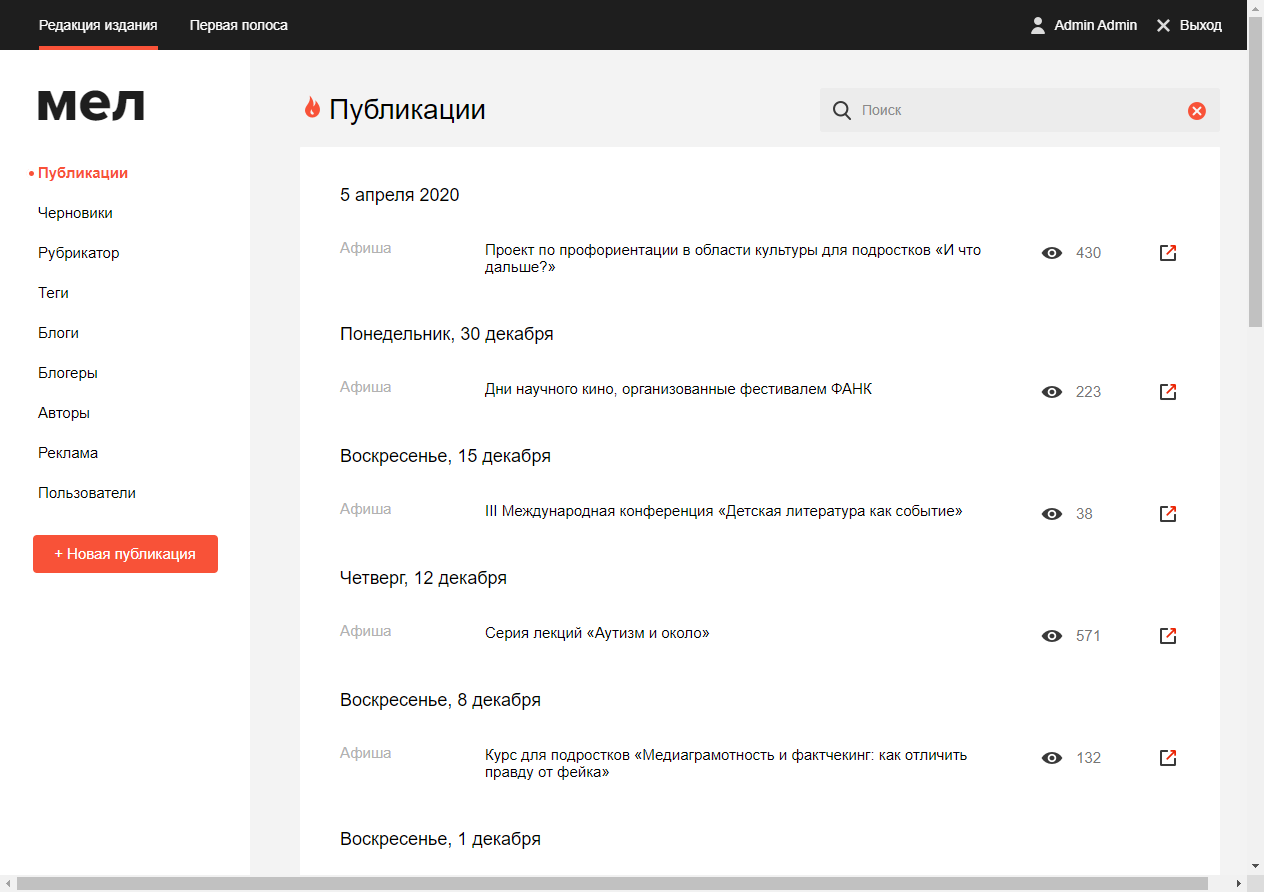 Редакция издания Первая полоса Admin Admin Выход
мел
Публикации
Черновики
Рубрикатор
Теги
Блоги
Блогеры
Авторы
Реклама
Пользователи
+ Новая публикация
Публикации
Поиск
5 апреля 2020
Афиша Проект по профориентации в области культуры для подростков «И что 430
дальше?»
Понедельник, 30 декабря
Афиша Дни научного кино, организованные фестивалем ФАНК 223
Воскресенье, 15 декабря
Афиша III Международная конференция «Детская литература как событие» 38
Четверг, 12 декабря
Афиша Серия лекций «Аутизм и около» 571
Воскресенье, 8 декабря
Афиша Курс для подростков «Медиаграмотность и фактчекинг: как отличить 132
правду от фейка»
Воскресенье, 1 декабря